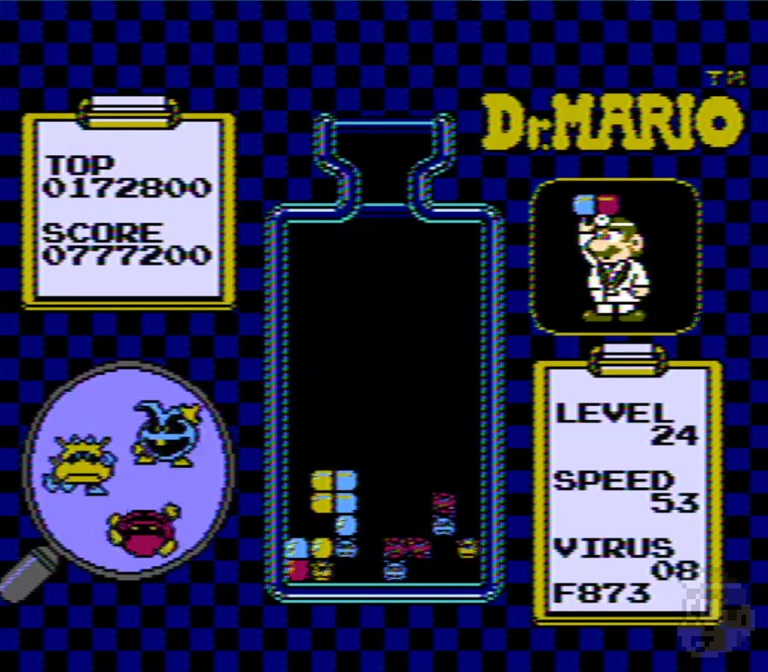 TM
Dr. MARIO
TOP
0172800
SCORE
0777200
LEVEL
24
SPEED
53
VIRUS
08
F873